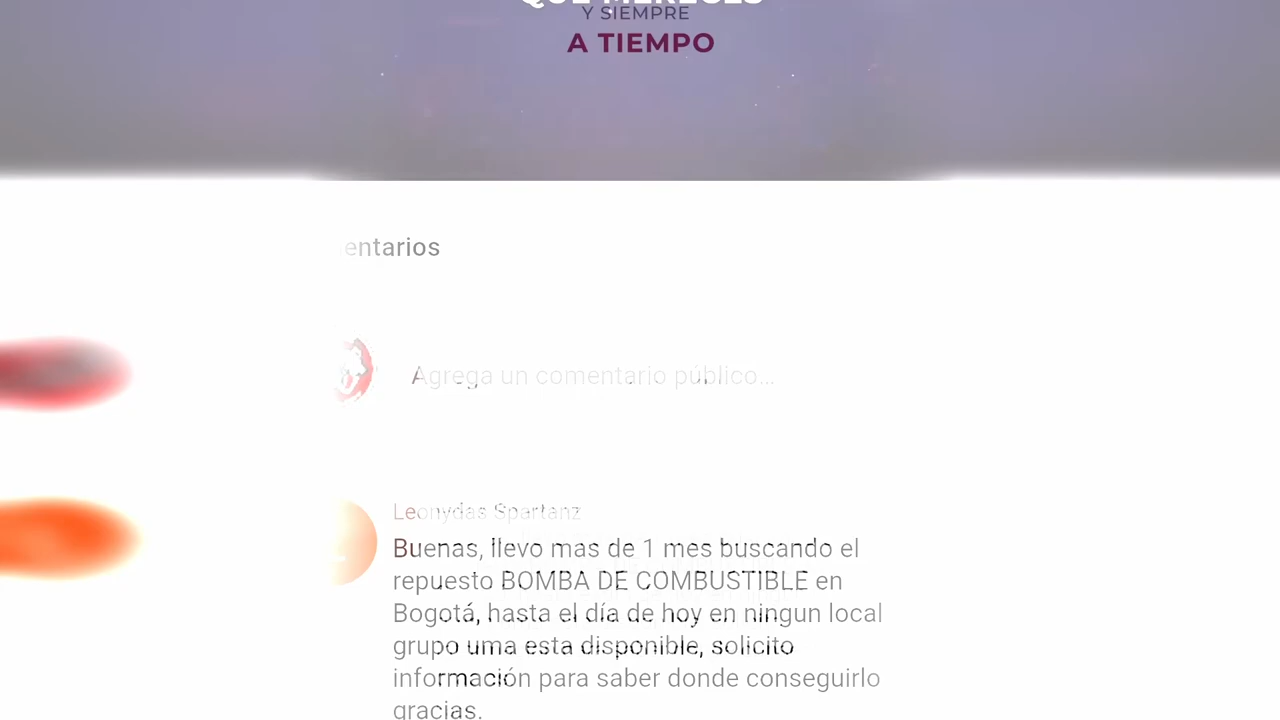 QUE MERECES
Y SIEMPRE
A TIEMPO
entarios
Agrega un comentario público...
Leonydas Spartanz
Buenas, llevo mas de 1 mes buscando el
repuesto BOMBA DE COMBUSTIBLE en
Bogotá, hasta el día de hoy en ningun local
grupo uma esta disponible, solicito
información para saber donde conseguirlo
gracias.